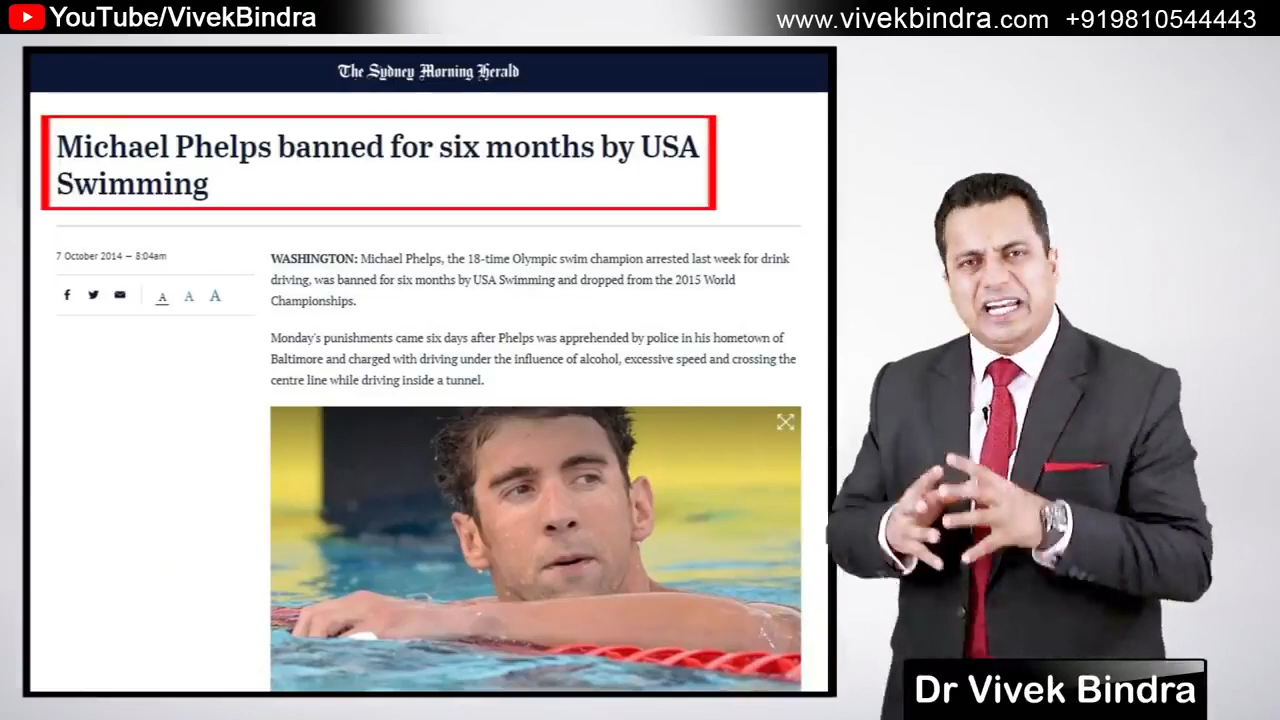 YouTube/VivekBindra
www.vivekbindra.com +919810544443
The Sydney Morning Herald
Michael Phelps banned for six months by USA
Swimming
7 October 2014 — 8:04am
A A A
WASHINGTON: Michael Phelps, the 18-time Olympic swim champion arrested last week for drink
driving, was banned for six months by USA Swimming and dropped from the 2015 World
Championships.
Monday's punishments came six days after Phelps was apprehended by police in his hometown of
Baltimore and charged with driving under the influence of alcohol, excessive speed and crossing the
centre line while driving inside a tunnel.
Dr Vivek Bindra